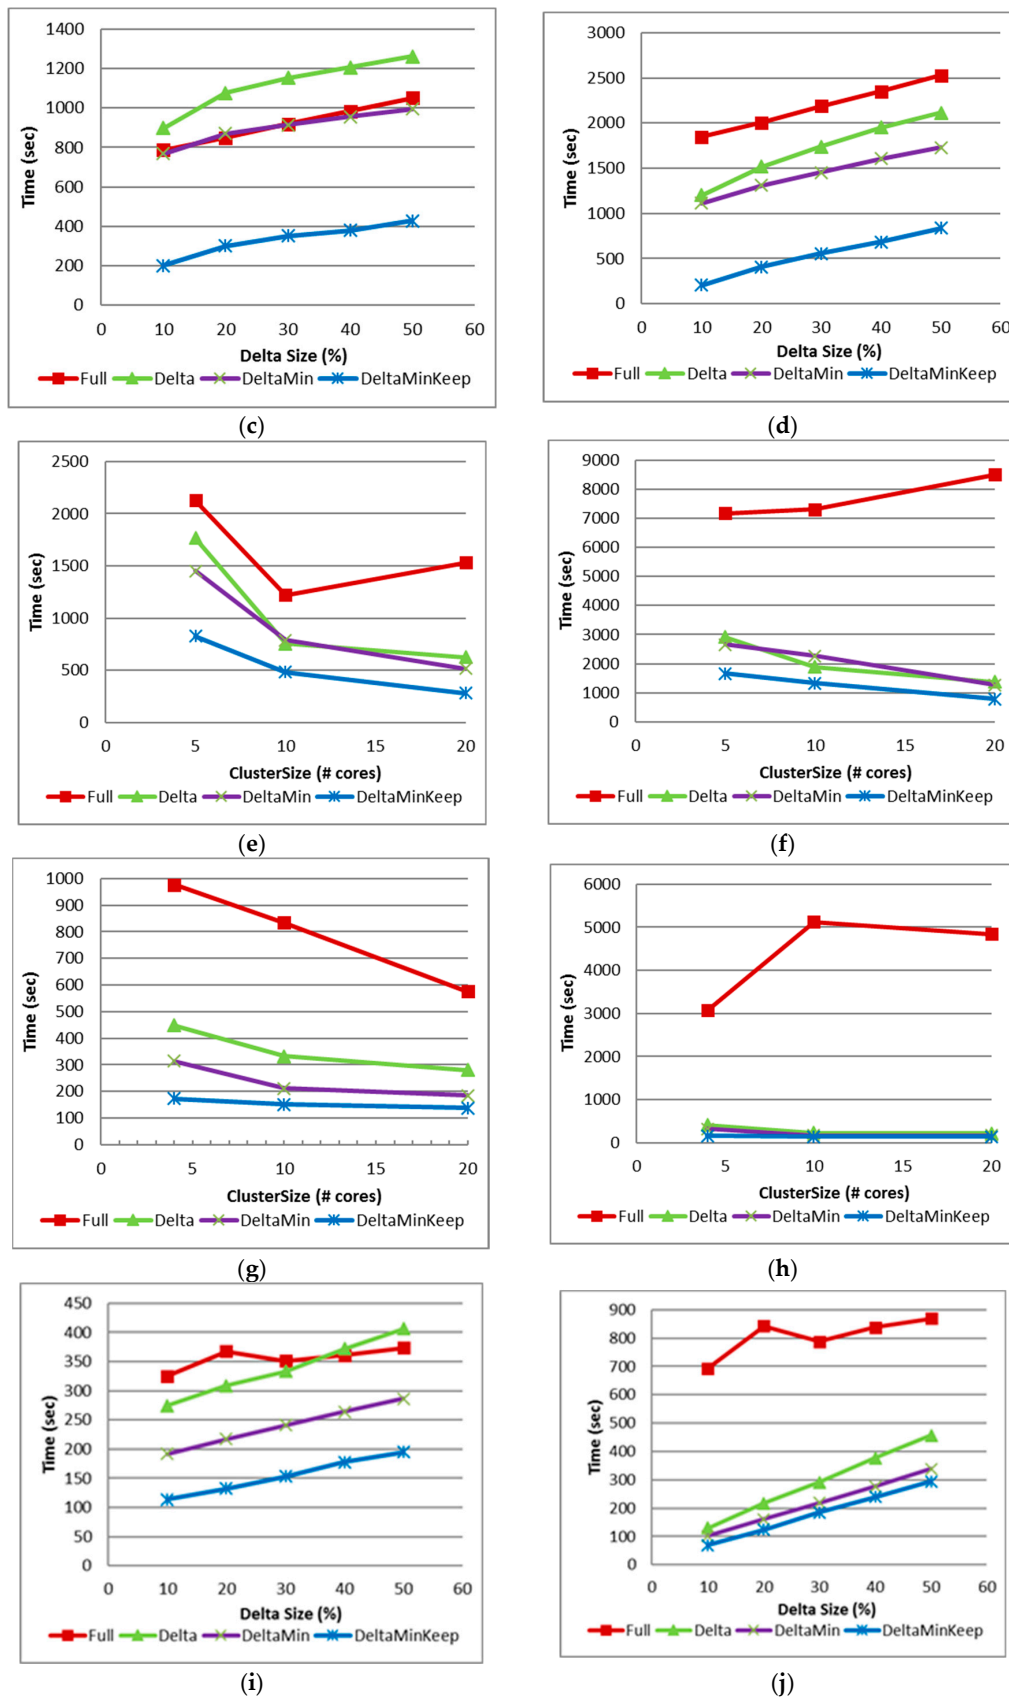 1400
1200
1000
800
600
400
200
0
Time (sec)
0 10 20 30 40 50 60
Delta Size (%)
Full Delta DeltaMin DeltaMinKeep
(c)
3000
2500
2000
1500
1000
500
0
Time (sec)
0 10 20 30 40 50 60
Delta Size (%)
Full Delta DeltaMin DeltaMinKeep
(d)
2500
2000
1500
1000
500
0
Time (sec)
0 5 10 15 20
ClusterSize (# cores)
Full Delta DeltaMin DeltaMinKeep
(e)
9000
8000
7000
6000
5000
4000
3000
2000
1000
0
Time (sec)
0 5 10 15 20
ClusterSize (# cores)
Full Delta DeltaMin DeltaMinKeep
(f)
1000
900
800
700
600
500
400
300
200
100
0
Time (sec)
0 10 20
ClusterSize (# cores)
Full Delta DeltaMin DeltaMinKeep
(g)
6000
5000
4000
3000
2000
1000
0
Time (sec)
0 5 10 15 20
ClusterSize (# cores)
Full Delta DeltaMin DeltaMinKeep
(h)
450
400
350
300
250
200
150
100
50
0
Time (sec)
0 10 20 30 40 50 60
Delta Size (%)
Full Delta DeltaMin DeltaMinKeep
(i)
900
800
700
600
500
400
300
200
100
0
Time (sec)
0 10 20 30 40 50 60
Delta Size (%)
Full Delta DeltaMin DeltaMinKeep
(j)